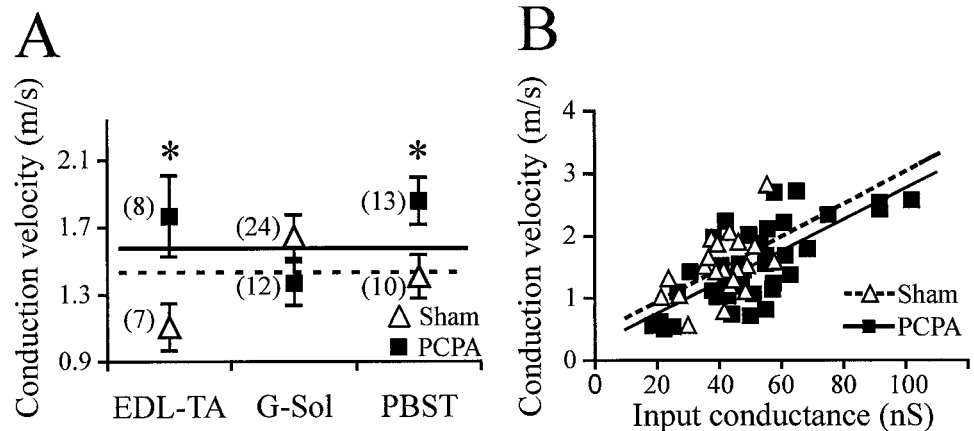 A
Conduction velocity (m/s)
2.1
1.7
1.3
0.9
*
*
(8)
(24)
(13)
(12)
(10)
(7)
Sham
PCPA
EDL-TA G-Sol PBST
B
Conduction velocity (m/s)
4
3
2
1
0
Sham
PCPA
0 20 40 60 80 100
Input conductance (nS)